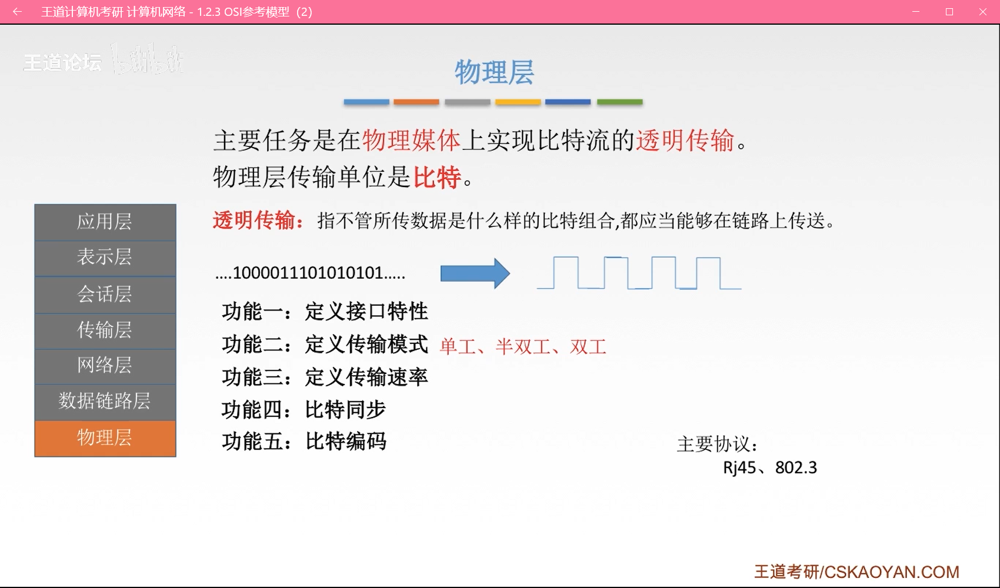 王道计算机考研 计算机网络 - 1.2.3 OSI参考模型（2）
王道论坛 bilibili
物理层
主要任务是在物理媒体上实现比特流的透明传输。
物理层传输单位是比特。
透明传输：指不管所传数据是什么样的比特组合,都应当能够在链路上传送。
....1000011101010101.....
功能一：定义接口特性
功能二：定义传输模式 单工、半双工、双工
功能三：定义传输速率
功能四：比特同步
功能五：比特编码
应用层
表示层
会话层
传输层
网络层
数据链路层
物理层
主要协议：
Rj45、802.3
王道考研/CSKAOYAN.COM